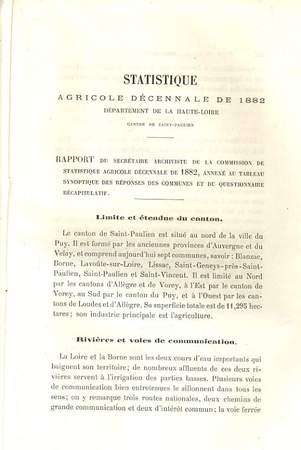 STATISTIQUE
AGRICOLE DÉCENNALE DE 1882
DÉPARTEMENT DE LA HAUTE-LOIRE
CANTON DE SAINT-PAULIEN
RAPPORT DU SECRÉTAIRE ARCHIVISTE DE LA COMMISSION DE
STATISTIQUE AGRICOLE DÉCENNALE DE 1882, ANNEXÉ AU TABLEAU
SYNOPTIQUE DES RÉPONSES DES COMMUNES ET DU QUESTIONNAIRE
RÉCAPITULATIF.
Limite et étendue du canton.
Le canton de Saint-Paulien est situé au nord de la ville du
Puy. Il est formé par les anciennes provinces d'Auvergne et du
Velay, et comprend aujourd'hui sept communes, savoir : Blanzac,
Borne, Lavoûte-sur-Loire, Lissac, Saint-Geneys-près-Saint-
Paulien, Saint-Paulien et Saint-Vincent. Il est limité au Nord
par les cantons d'Allègre et de Vorey, à l'Est par le canton de
Vorey, au Sud par le canton du Puy, et à l'Ouest par les can-
tons de Loudes et d'Allègre. Sa superficie totale est de 11,295 hec-
tares ; son industrie principale est l'agriculture.
Rivières et voies de communication.
La Loire et la Borne sont les deux cours d'eau importants qui
baignent son territoire ; de nombreux affluents de ces deux ri-
vières servent à l'irrigation des parties basses. Plusieurs voies
de communication bien entretenues le sillonnent dans tous les
sens ; on y remarque trois routes nationales, deux chemins de
grande communication et deux d'intérêt commun ; la voie ferrée